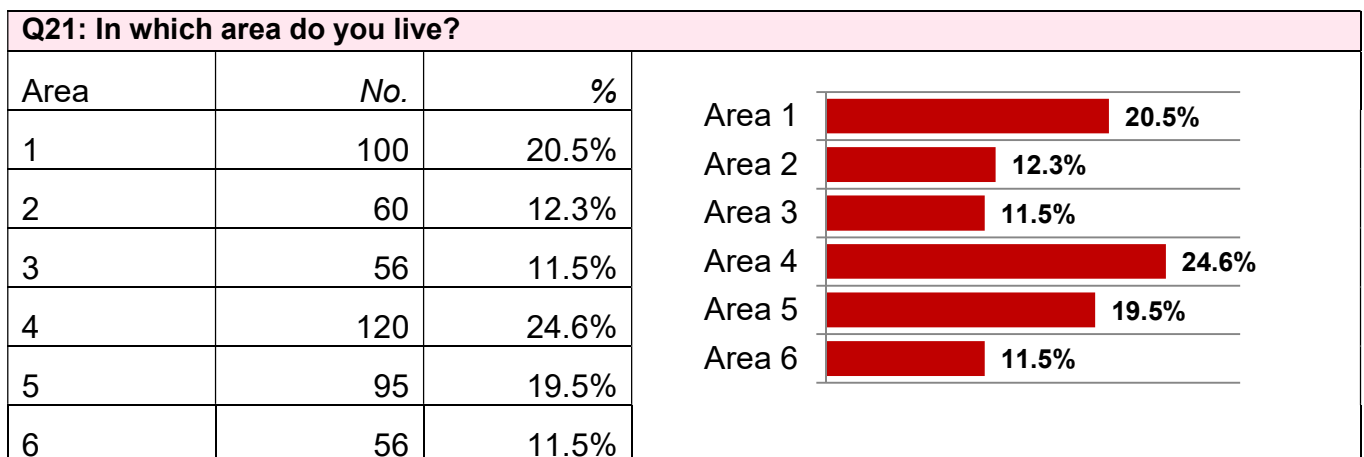 Q21: In which area do you live?
Area No. %
1 100 20.5%
2 60 12.3%
3 56 11.5%
4 120 24.6%
5 95 19.5%
6 56 11.5%
Area 1 20.5%
Area 2 12.3%
Area 3 11.5%
Area 4 24.6%
Area 5 19.5%
Area 6 11.5%